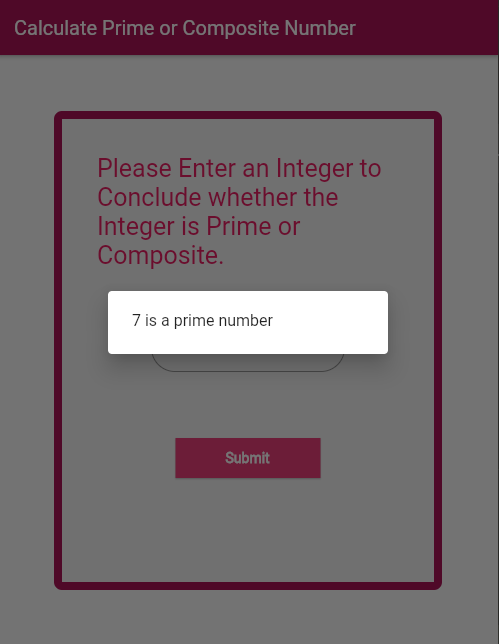 Calculate Prime or Composite Number
Please Enter an Integer to
Conclude whether the
Integer is Prime or
Composite.
7 is a prime number
Submit